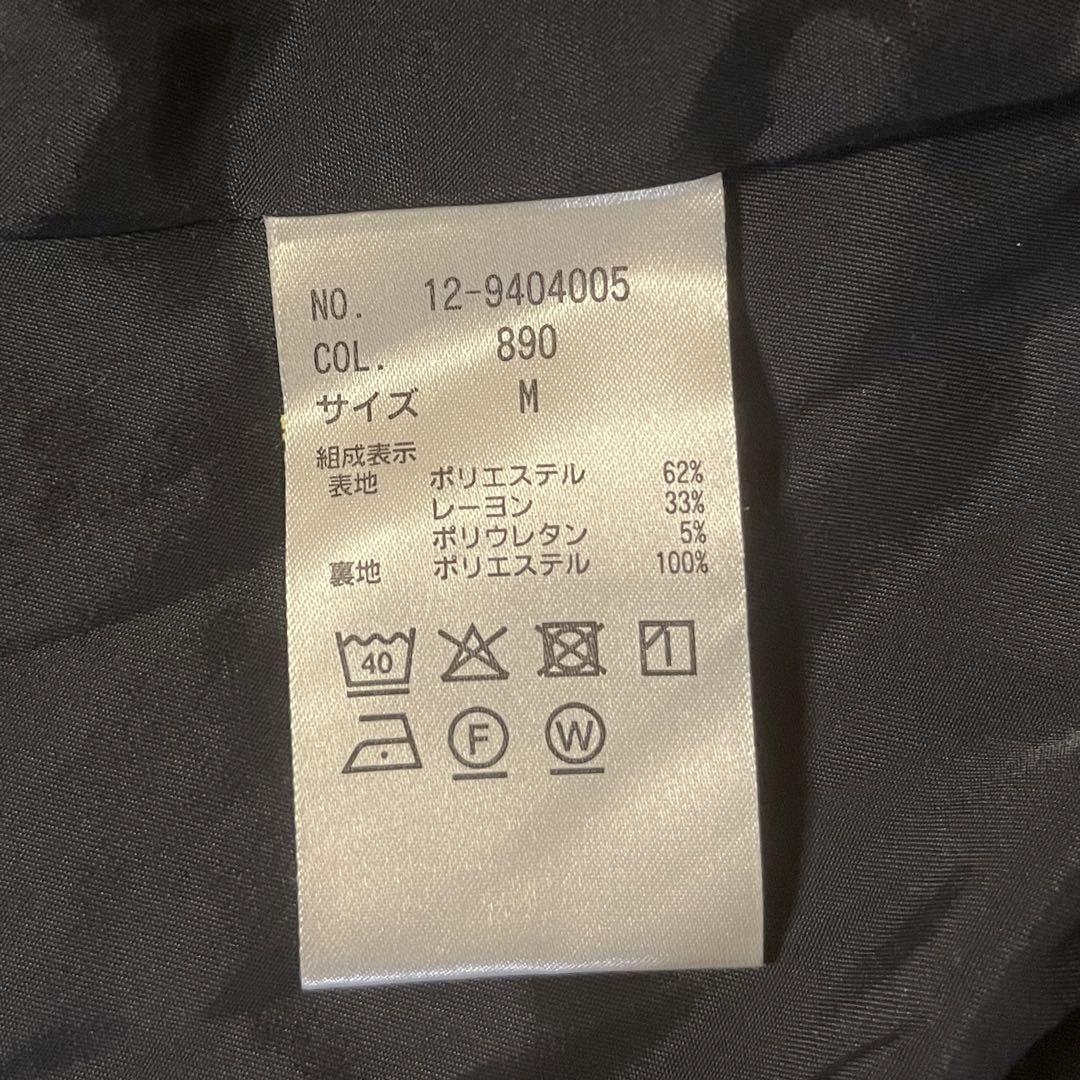 NO. 12-9404005
COL. 890
サイズ M
組成表示
表地 ポリエステル 62%
レーヨン 33%
ポリウレタン 5%
裏地 ポリエステル 100%
40
F W